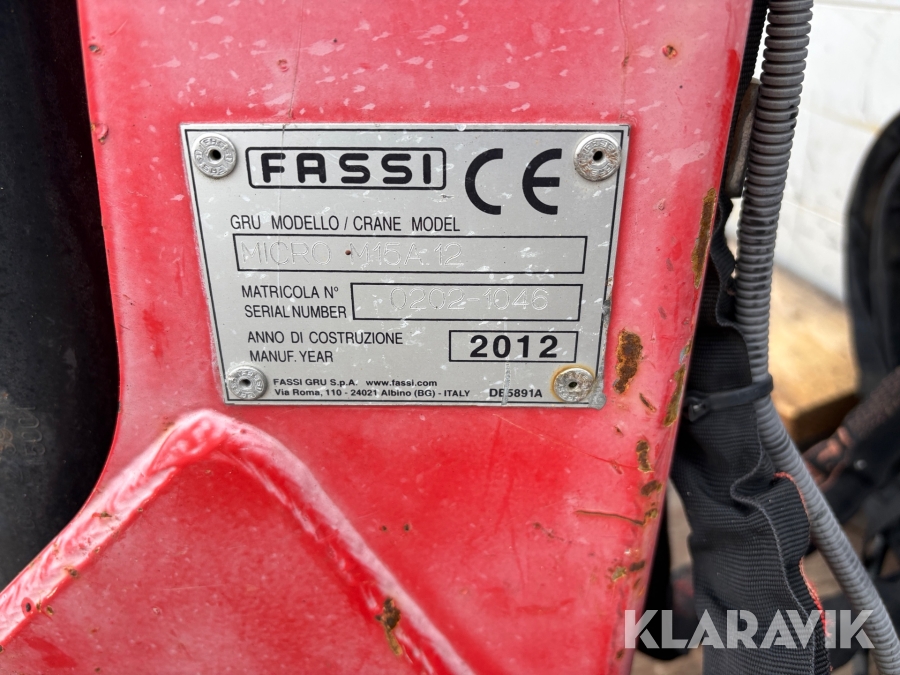 FASSI CE
GRU MODELLO / CRANE MODEL
MICRO M15A.12
MATRICOLA N°
SERIAL NUMBER
0202-1046
ANNO DI COSTRUZIONE
MANUF. YEAR
2012
FASSI GRU S.p.A. www.fassi.com
Via Roma, 110 - 24021 Albino (BG) - ITALY DE5891A
KLARAVIK